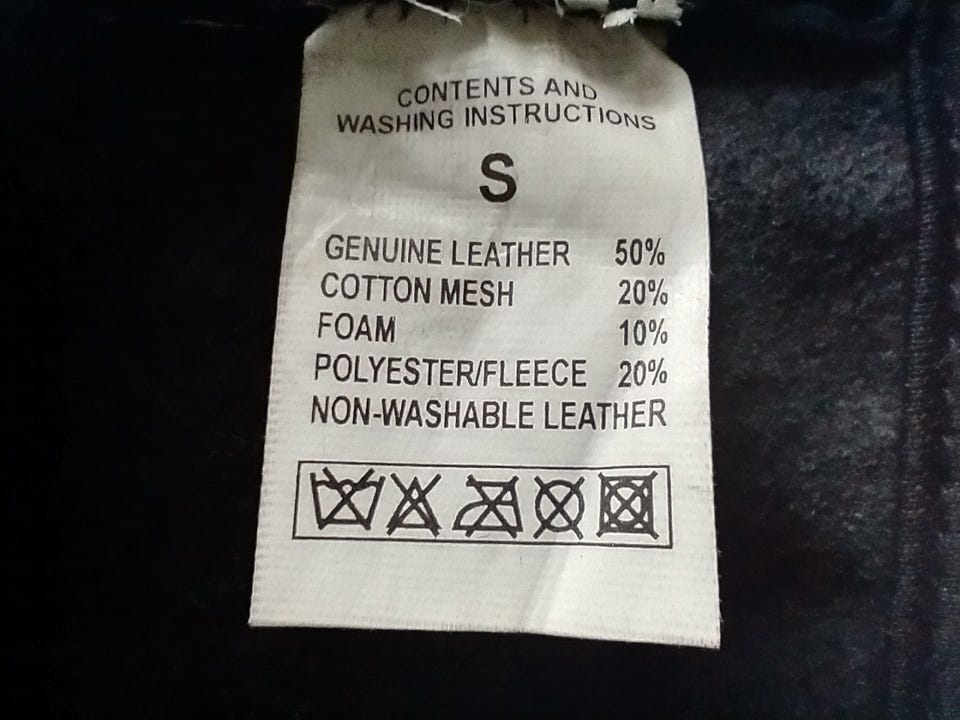 CONTENTS AND
WASHING INSTRUCTIONS
S
GENUINE LEATHER 50%
COTTON MESH 20%
FOAM 10%
POLYESTER/FLEECE 20%
NON-WASHABLE LEATHER